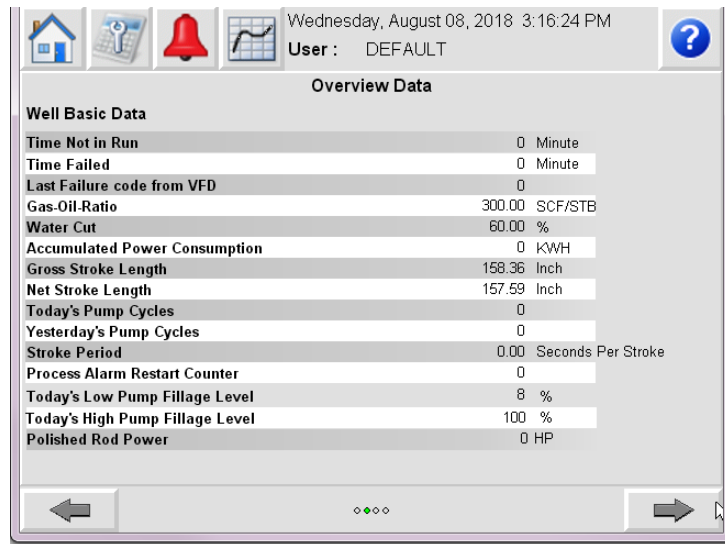 Wednesday, August 08, 2018 3:16:24 PM
User : DEFAULT
?
Overview Data
Well Basic Data
Time Not in Run 0 Minute
Time Failed 0 Minute
Last Failure code from VFD 0
Gas-Oil-Ratio 300.00 SCF/STB
Water Cut 60.00 %
Accumulated Power Consumption 0 KWH
Gross Stroke Length 158.36 Inch
Net Stroke Length 157.59 Inch
Today's Pump Cycles 0
Yesterday's Pump Cycles 0
Stroke Period 0.00 Seconds Per Stroke
Process Alarm Restart Counter 0
Today's Low Pump Fillage Level 8 %
Today's High Pump Fillage Level 100 %
Polished Rod Power 0 HP